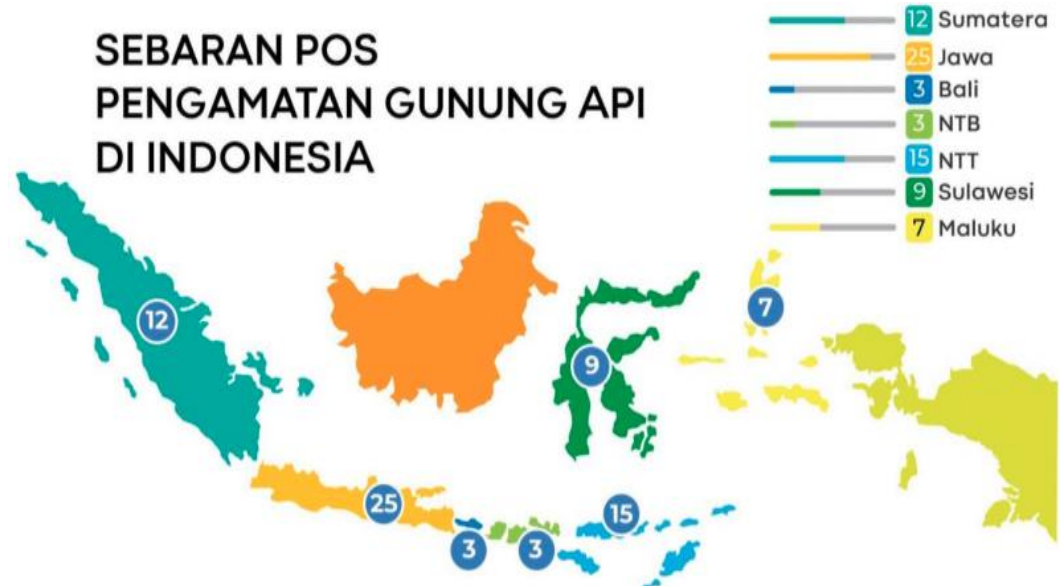 SEBARAN POS
PENGAMATAN GUNUNG API
DI INDONESIA
12 Sumatera
25 Jawa
3 Bali
3 NTB
15 NTT
9 Sulawesi
7 Maluku
12
7
9
25
15
3
3